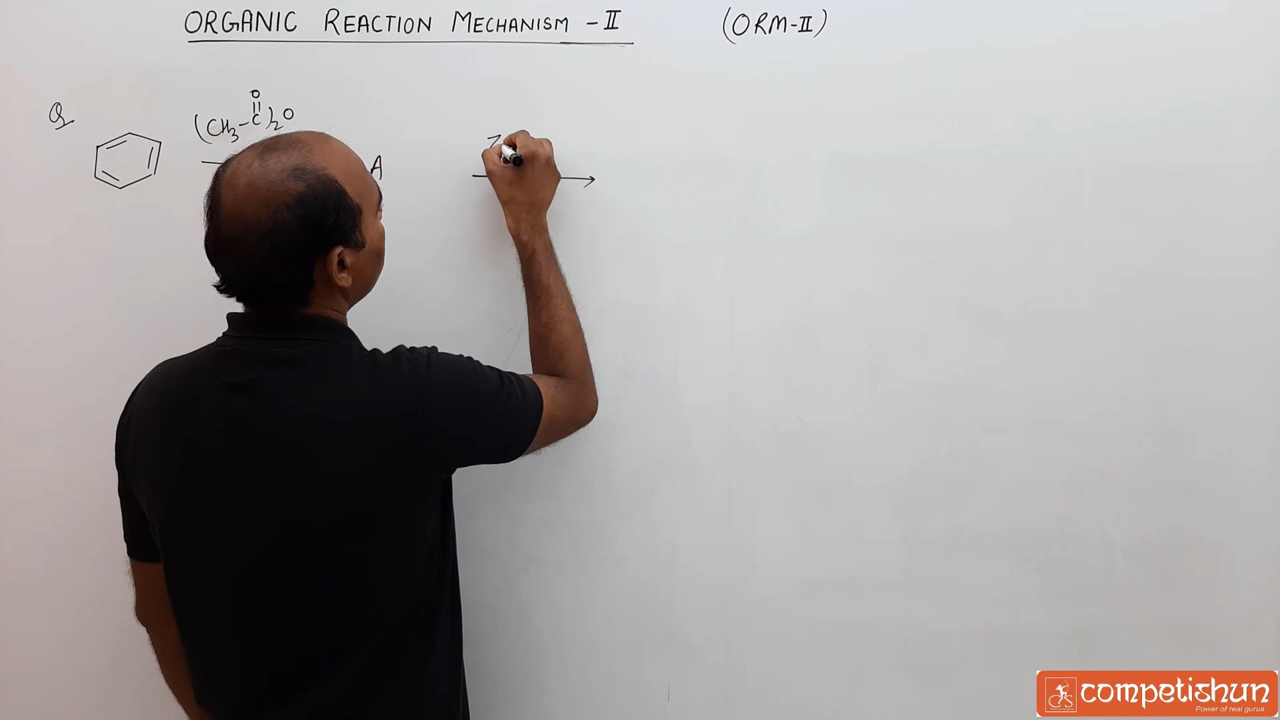 ORGANIC REACTION MECHANISM - II (ORM-II)
Q
O
(CH3-C)2O
A
competishun
Power of real gurus